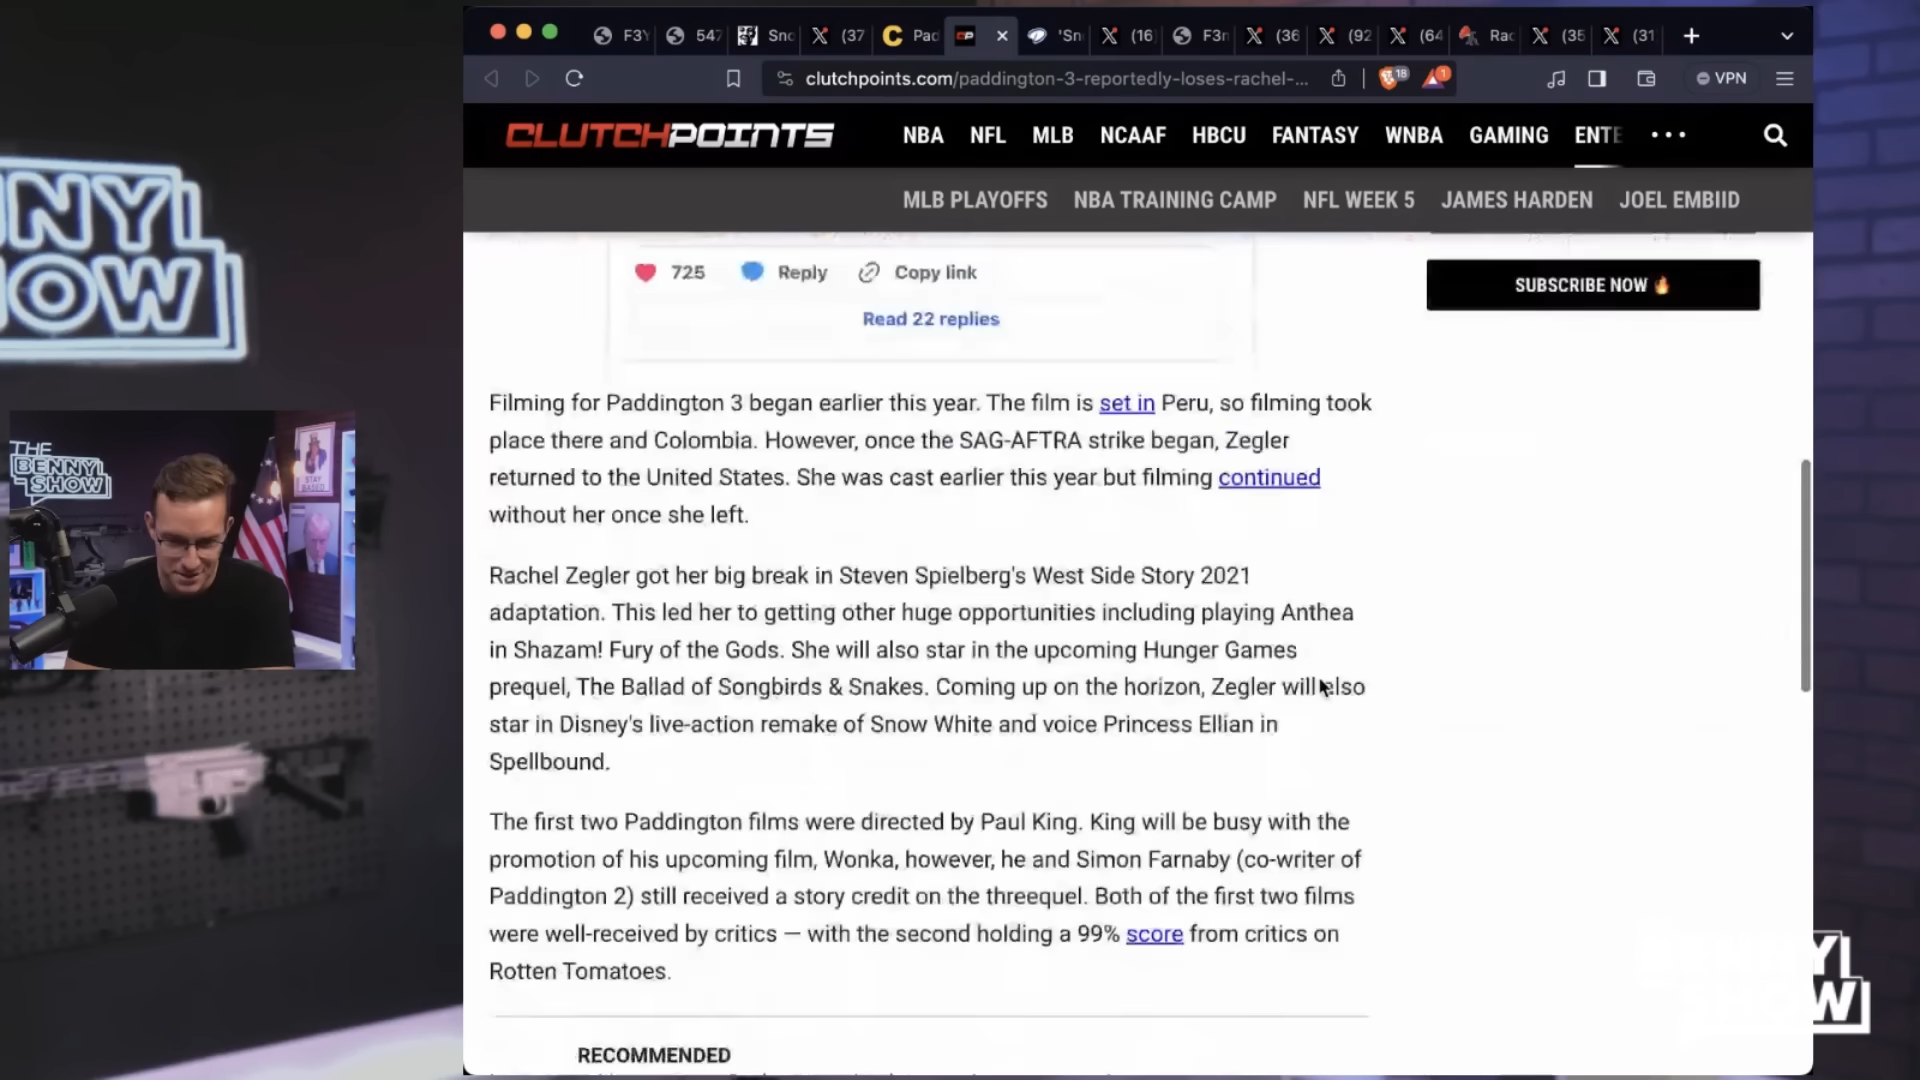 F3Y
547
Sno
(37
Pad
'Sn
(16
F3n
(36
(92
(64
Rac
(35
(31
clutchpoints.com/paddington-3-reportedly-loses-rachel-...
18
1
VPN
CLUTCHPOINTS
NBA NFL MLB NCAAF HBCU FANTASY WNBA GAMING ENTE
MLB PLAYOFFS NBA TRAINING CAMP NFL WEEK 5 JAMES HARDEN JOEL EMBIID
725 Reply Copy link
Read 22 replies
SUBSCRIBE NOW
Filming for Paddington 3 began earlier this year. The film is set in Peru, so filming took
place there and Colombia. However, once the SAG-AFTRA strike began, Zegler
returned to the United States. She was cast earlier this year but filming continued
without her once she left.
Rachel Zegler got her big break in Steven Spielberg's West Side Story 2021
adaptation. This led her to getting other huge opportunities including playing Anthea
in Shazam! Fury of the Gods. She will also star in the upcoming Hunger Games
prequel, The Ballad of Songbirds & Snakes. Coming up on the horizon, Zegler will also
star in Disney's live-action remake of Snow White and voice Princess Ellian in
Spellbound.
The first two Paddington films were directed by Paul King. King will be busy with the
promotion of his upcoming film, Wonka, however, he and Simon Farnaby (co-writer of
Paddington 2) still received a story credit on the threequel. Both of the first two films
were well-received by critics — with the second holding a 99% score from critics on
Rotten Tomatoes.
RECOMMENDED
NNY
HOW
THE
BENNY
SHOW
STAY
BASED
NY
SHOW